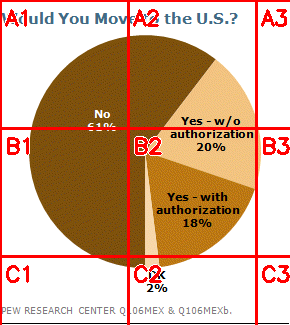 Would You Move to the U.S.?
A1 A2 A3
No
61%
Yes - w/o
authorization
20%
B1 B2 B3
Yes - with
authorization
18%
C1 C2 C3
DK
2%
PEW RESEARCH CENTER Q106MEX & Q106MEXb.